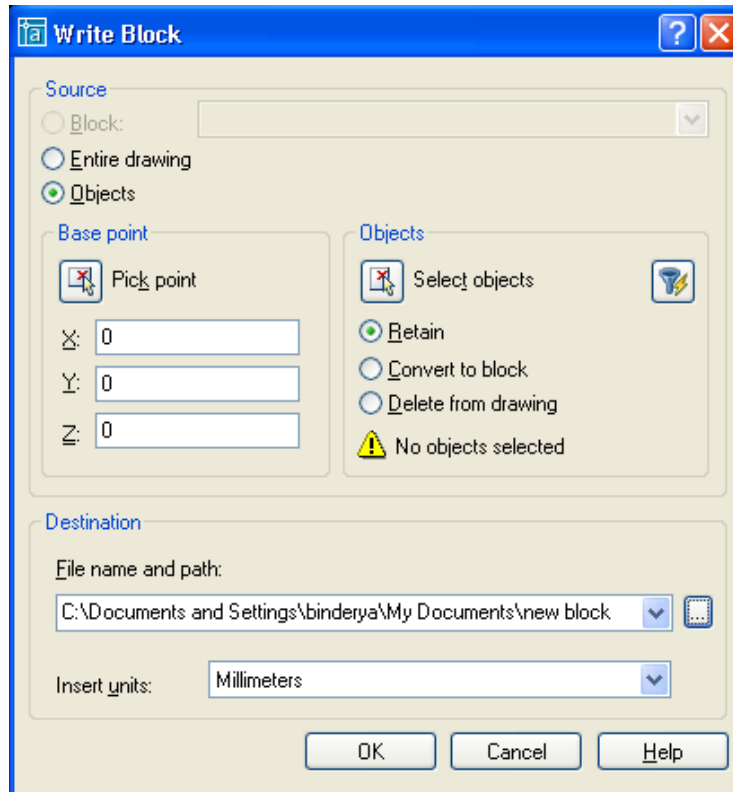 Write Block
Source
Block:
Entire drawing
Objects
Base point
Pick point
X: 0
Y: 0
Z: 0
Objects
Select objects
Retain
Convert to block
Delete from drawing
No objects selected
Destination
File name and path:
C:\Documents and Settings\binderya\My Documents\new block
...
Insert units: Millimeters
OK Cancel Help